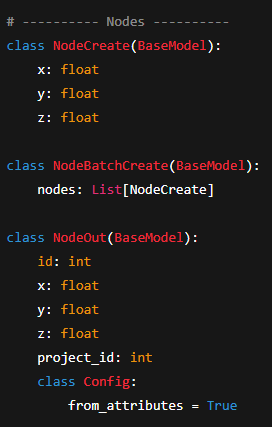 # ---------- Nodes ----------
class NodeCreate(BaseModel):
    x: float
    y: float
    z: float

class NodeBatchCreate(BaseModel):
    nodes: List[NodeCreate]

class NodeOut(BaseModel):
    id: int
    x: float
    y: float
    z: float
    project_id: int
    class Config:
        from_attributes = True